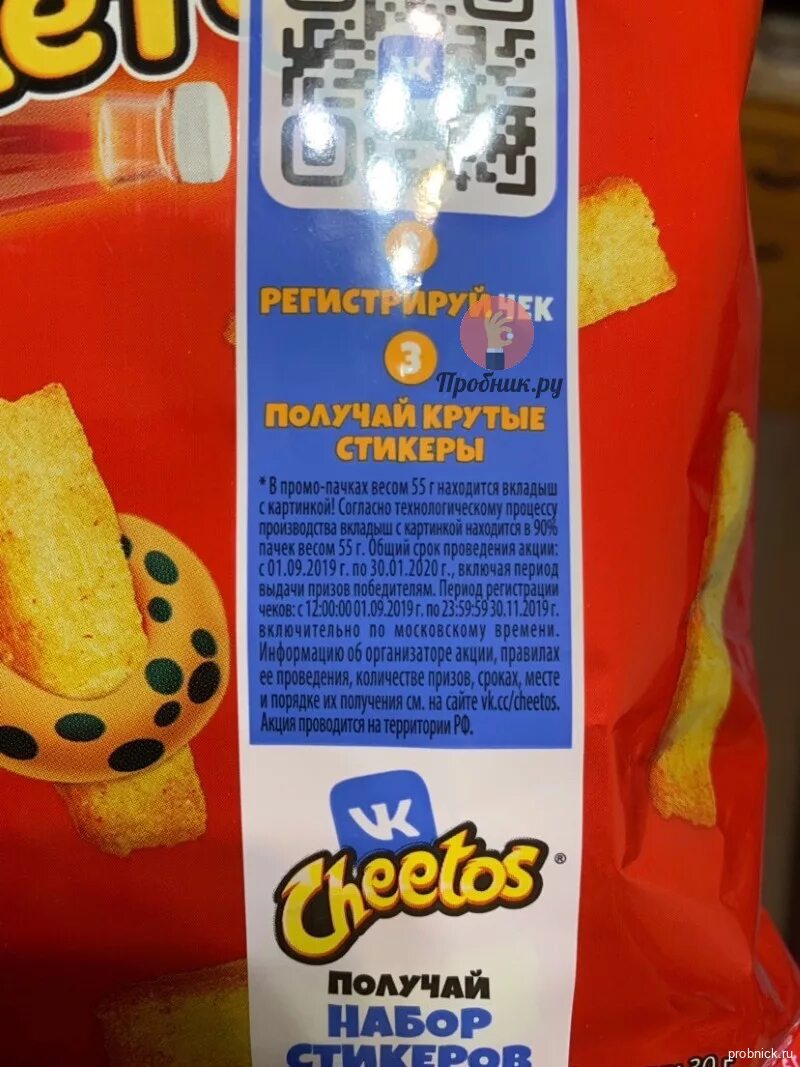 VK
РЕГИСТРИРУЙ ЧЕК
3
Пробник.ру
ПОЛУЧАЙ КРУТЫЕ
СТИКЕРЫ
* В промо-пачках весом 55 г находится вкладыш
с картинкой! Согласно технологическому процессу
производства вкладыш с картинкой находится в 90%
пачек весом 55 г. Общий срок проведения акции:
с 01.09.2019 г. по 30.01.2020 г., включая период
выдачи призов победителям. Период регистрации
чеков: с 12:00:00 01.09.2019 г. по 23:59:59 30.11.2019 г.
включительно по московскому времени.
Информацию об организаторе акции, правилах
ее проведения, количестве призов, сроках, месте
и порядке их получения см. на сайте vk.cc/cheetos.
Акция проводится на территории РФ.
VK
Cheetos®
ПОЛУЧАЙ
НАБОР
СТИКЕРОВ
probnick.ru